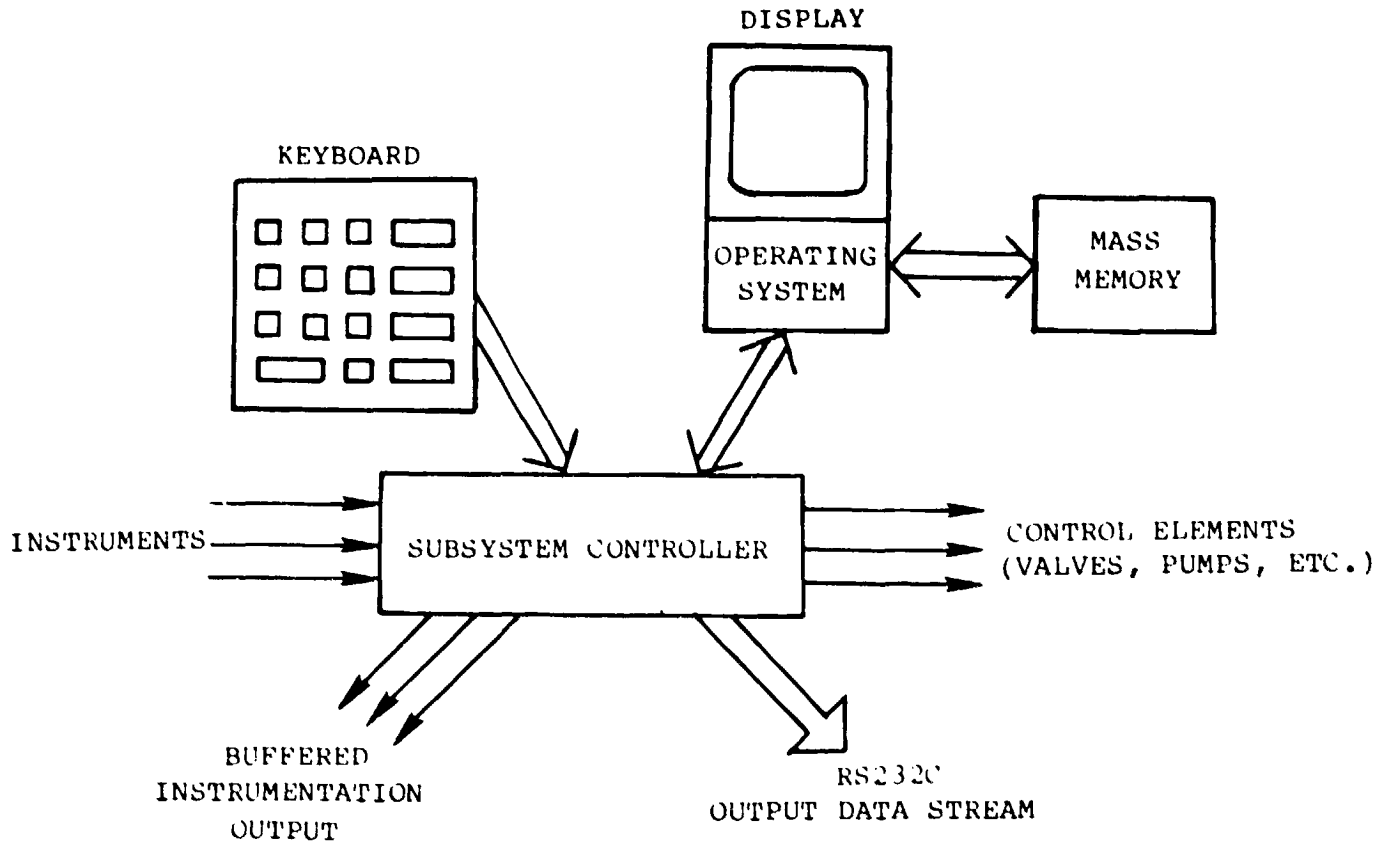 DISPLAY
KEYBOARD
OPERATING
SYSTEM
MASS
MEMORY
INSTRUMENTS
SUBSYSTEM CONTROLLER
CONTROL ELEMENTS
(VALVES, PUMPS, ETC.)
BUFFERED
INSTRUMENTATION
OUTPUT
RS232C
OUTPUT DATA STREAM